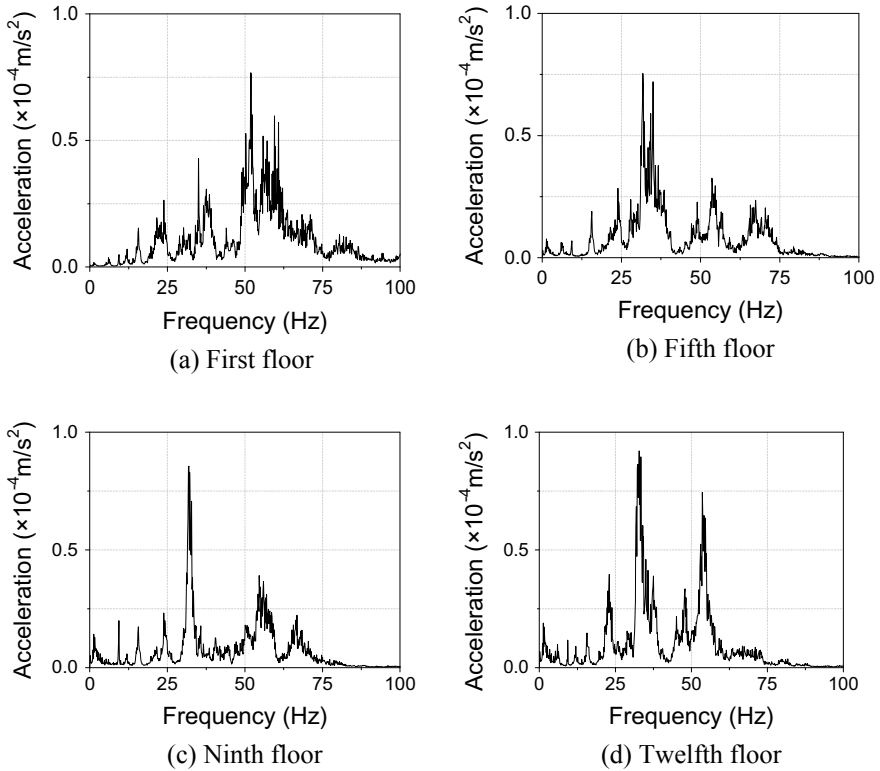 1.0
0.5
0.0
Acceleration (×10⁻⁴m/s²)
0 25 50 75 100
Frequency (Hz)
(a) First floor
1.0
0.5
0.0
Acceleration (×10⁻⁴m/s²)
0 25 50 75 100
Frequency (Hz)
(b) Fifth floor
1.0
0.5
0.0
Acceleration (×10⁻⁴m/s²)
0 25 50 75 100
Frequency (Hz)
(c) Ninth floor
1.0
0.5
0.0
Acceleration (×10⁻⁴m/s²)
0 25 50 75 100
Frequency (Hz)
(d) Twelfth floor